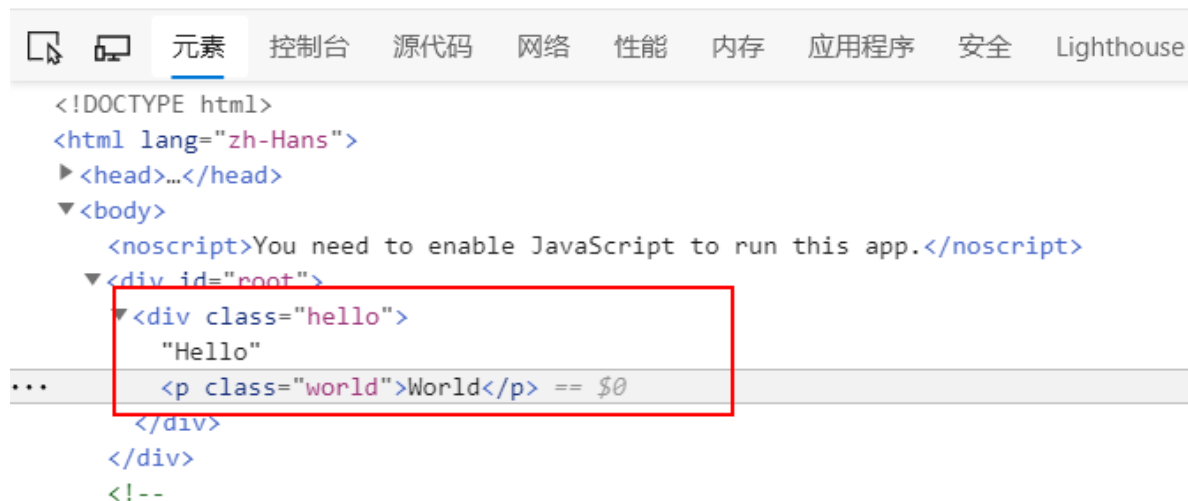 元素 控制台 源代码 网络 性能 内存 应用程序 安全 Lighthouse
<!DOCTYPE html>
<html lang="zh-Hans">
<head>…</head>
<body>
<noscript>You need to enable JavaScript to run this app.</noscript>
<div id="root">
<div class="hello">
"Hello"
<p class="world">World</p> == $0
</div>
</div>
<!--